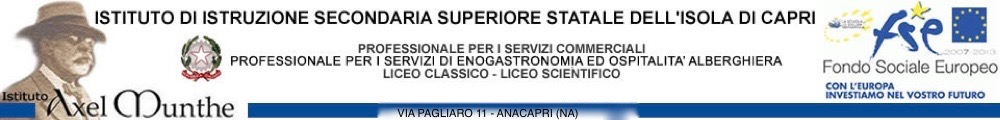 ISTITUTO DI ISTRUZIONE SECONDARIA SUPERIORE STATALE DELL'ISOLA DI CAPRI
PROFESSIONALE PER I SERVIZI COMMERCIALI
PROFESSIONALE PER I SERVIZI DI ENOGASTRONOMIA ED OSPITALITA' ALBERGHIERA
LICEO CLASSICO - LICEO SCIENTIFICO
Istituto
Axel Munthe
VIA PAGLIARO 11 - ANACAPRI (NA)
fse
2007-2013
Fondo Sociale Europeo
CON L'EUROPA
INVESTIAMO NEL VOSTRO FUTURO